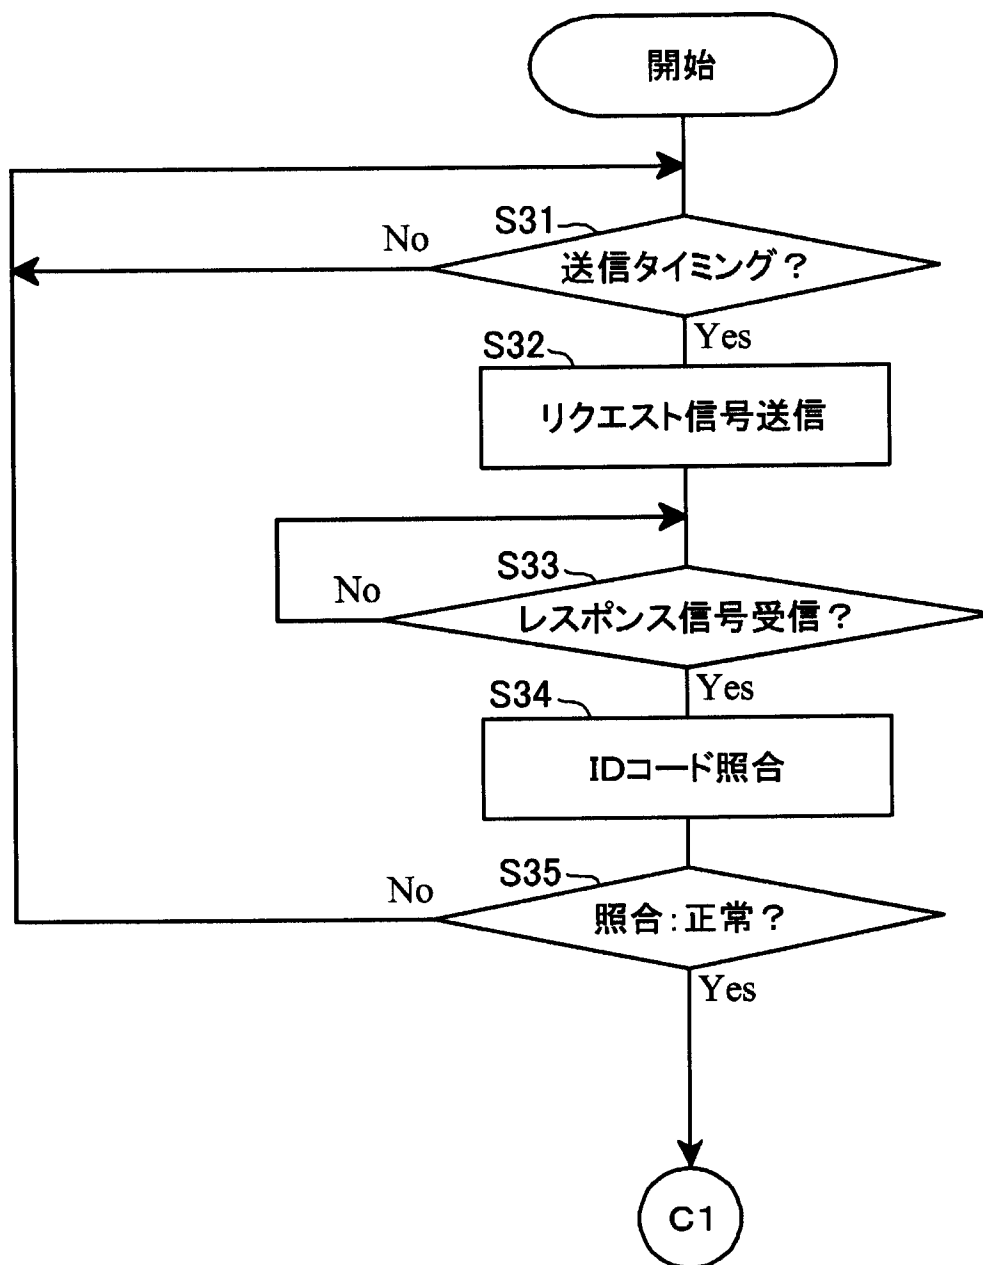 開始
S31
No
送信タイミング？
Yes
S32
リクエスト信号送信
S33
No
レスポンス信号受信？
Yes
S34
IDコード照合
S35
No
照合：正常？
Yes
C1